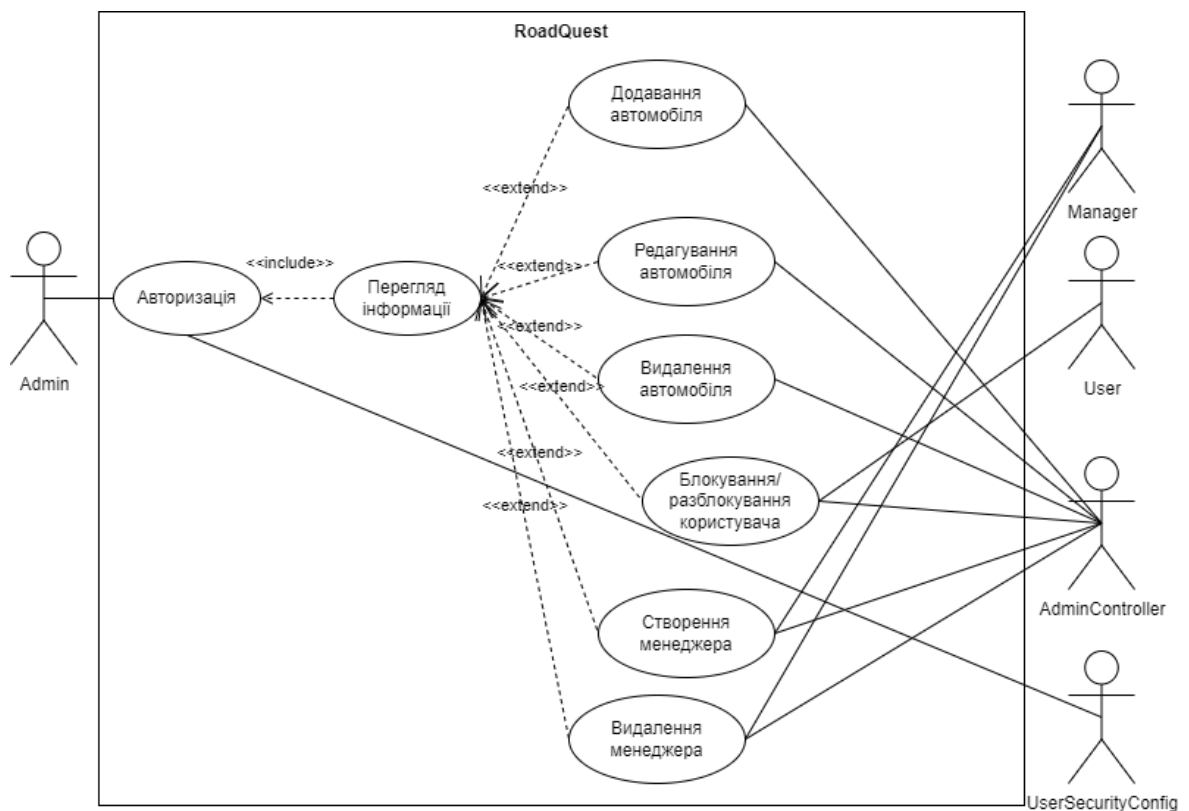 RoadQuest
Додавання
автомобіля
Manager
<<extend>>
Редагування
автомобіля
<<include>>
<<extend>>
Авторизація
Перегляд
інформації
<<extend>>
Видалення
автомобіля
Admin
User
<<extend>>
Блокування/
разблокування
користувача
<<extend>>
<<extend>>
AdminController
Створення
менеджера
Видалення
менеджера
UserSecurityConfig